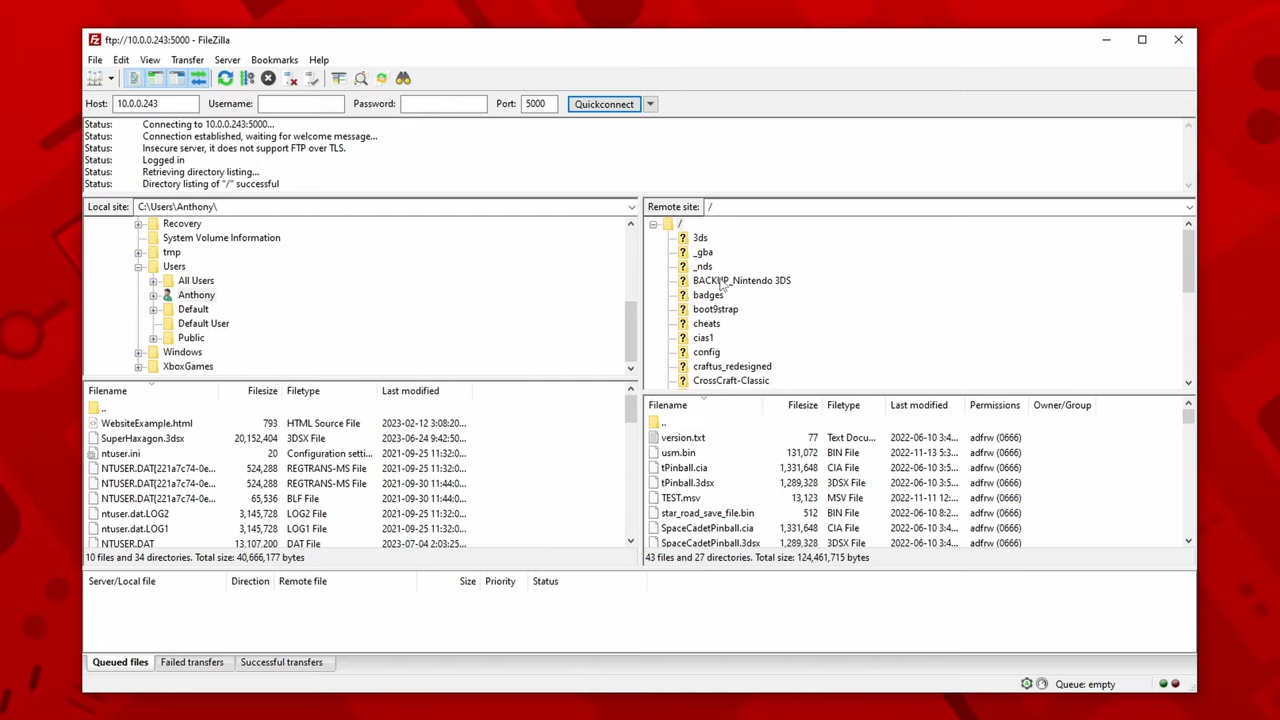 ftp://10.0.0.243:5000 - FileZilla
File Edit View Transfer Server Bookmarks Help
Host: 10.0.0.243 Username: Password: Port: 5000 Quickconnect
Status: Connecting to 10.0.0.243:5000...
Status: Connection established, waiting for welcome message...
Status: Insecure server, it does not support FTP over TLS.
Status: Logged in
Status: Retrieving directory listing...
Status: Directory listing of "/" successful
Local site: C:\Users\Anthony\
Recovery
System Volume Information
tmp
Users
All Users
Anthony
Default
Default User
Public
Windows
XboxGames
Filename Filesize Filetype Last modified
..
WebsiteExample.html 793 HTML Source File 2023-02-12 3:08:20...
SuperHaxagon.3dsx 20,152,404 3DSX File 2023-06-24 9:42:50...
ntuser.ini 20 Configuration setti... 2021-09-25 11:32:0...
NTUSER.DAT{221a7c74-0e... 524,288 REGTRANS-MS File 2021-09-25 11:32:0...
NTUSER.DAT{221a7c74-0e... 524,288 REGTRANS-MS File 2021-09-30 11:44:0...
NTUSER.DAT{221a7c74-0e... 65,536 BLF File 2021-09-30 11:44:0...
ntuser.dat.LOG2 3,145,728 LOG2 File 2021-09-25 11:32:0...
ntuser.dat.LOG1 3,145,728 LOG1 File 2021-09-25 11:32:0...
NTUSER.DAT 13,107,200 DAT File 2023-07-04 2:03:25...
10 files and 34 directories. Total size: 40,666,177 bytes
Remote site: /
/
3ds
_gba
_nds
BACKUP_Nintendo 3DS
badges
boot9strap
cheats
cias1
config
craftus_redesigned
CrossCraft-Classic
Filename Filesize Filetype Last modified Permissions Owner/Group
..
version.txt 77 Text Docu... 2022-06-10 3:4... adfrw (0666)
usm.bin 131,072 BIN File 2022-11-13 5:3... adfrw (0666)
tPinball.cia 1,331,648 CIA File 2022-06-10 3:4... adfrw (0666)
tPinball.3dsx 1,289,328 3DSX File 2022-06-10 3:4... adfrw (0666)
TEST.msv 13,123 MSV File 2022-11-11 12:... adfrw (0666)
star_road_save_file.bin 512 BIN File 2022-06-10 8:2... adfrw (0666)
SpaceCadetPinball.cia 1,331,648 CIA File 2022-06-10 3:4... adfrw (0666)
SpaceCadetPinball.3dsx 1,289,328 3DSX File 2022-06-10 3:4... adfrw (0666)
43 files and 27 directories. Total size: 124,461,715 bytes
Server/Local file Direction Remote file Size Priority Status
Queued files Failed transfers Successful transfers
Queue: empty